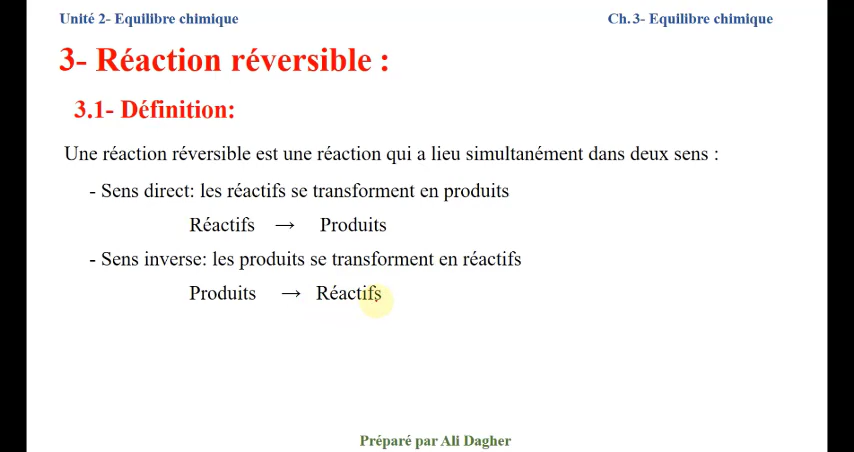 Unité 2- Equilibre chimique
Ch.3- Equilibre chimique
3- Réaction réversible :
3.1- Définition:
Une réaction réversible est une réaction qui a lieu simultanément dans deux sens :
- Sens direct: les réactifs se transforment en produits
Réactifs → Produits
- Sens inverse: les produits se transforment en réactifs
Produits → Réactifs
Préparé par Ali Dagher